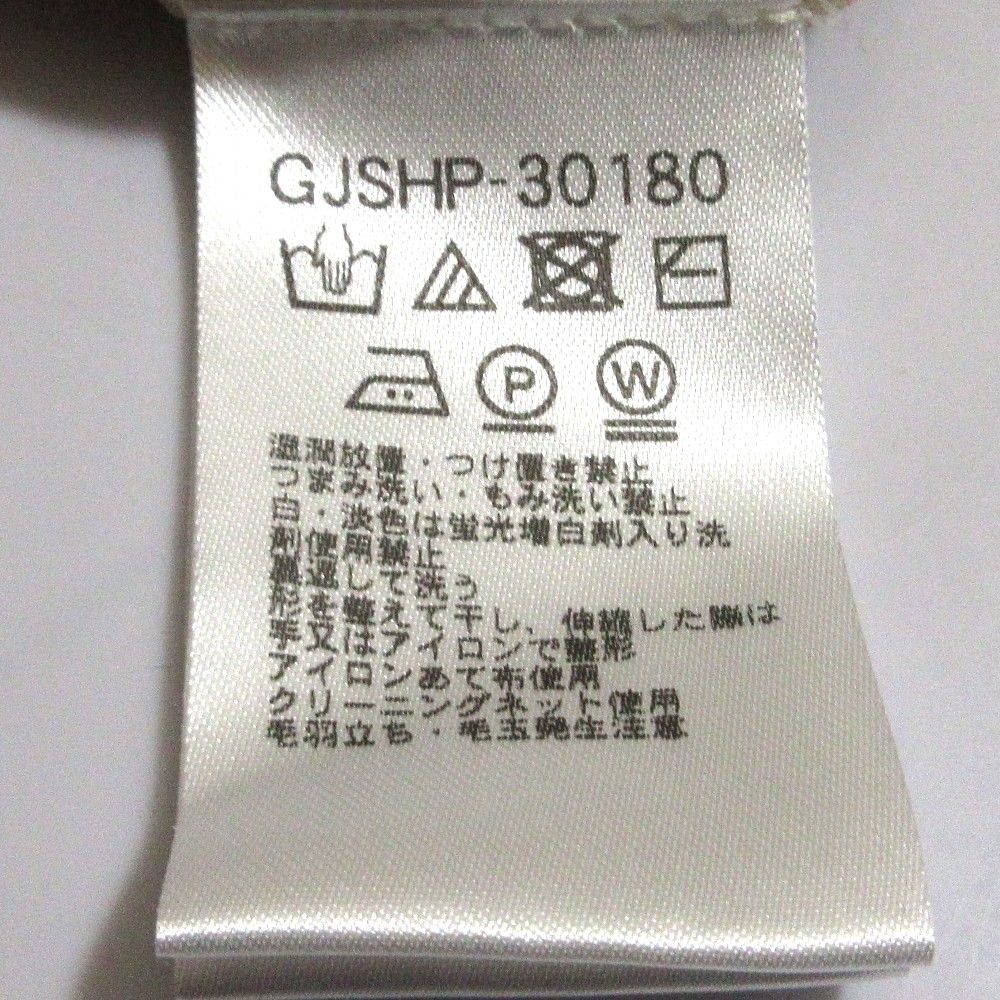 GJSHP-30180
P W
湿潤放置・つけ置き禁止
つまみ洗い・もみ洗い禁止
白・淡色は蛍光増白剤入り洗
剤使用禁止
裏返して洗う
形を整えて干し、伸縮した際は
手又はアイロンで整形
アイロンあて布使用
クリーニングネット使用
毛羽立ち・毛玉発生注意